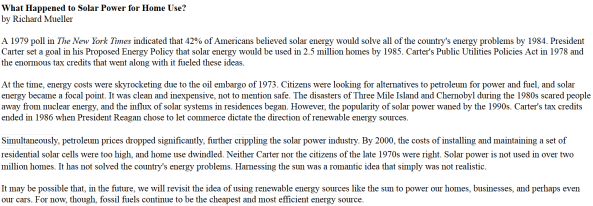 What Happened to Solar Power for Home Use?
by Richard Mueller
A 1979 poll in The New York Times indicated that 42% of Americans believed solar energy would solve all of the country's energy problems by 1984. President
Carter set a goal in his Proposed Energy Policy that solar energy would be used in 2.5 million homes by 1985. Carter's Public Utilities Policies Act in 1978 and
the enormous tax credits that went along with it fueled these ideas.
At the time, energy costs were skyrocketing due to the oil embargo of 1973. Citizens were looking for alternatives to petroleum for power and fuel, and solar
energy became a focal point. It was clean and inexpensive, not to mention safe. The disasters of Three Mile Island and Chernobyl during the 1980s scared people
away from nuclear energy, and the influx of solar systems in residences began. However, the popularity of solar power waned by the 1990s. Carter's tax credits
ended in 1986 when President Reagan chose to let commerce dictate the direction of renewable energy sources.
Simultaneously, petroleum prices dropped significantly, further crippling the solar power industry. By 2000, the costs of installing and maintaining a set of
residential solar cells were too high, and home use dwindled. Neither Carter nor the citizens of the late 1970s were right. Solar power is not used in over two
million homes. It has not solved the country's energy problems. Harnessing the sun was a romantic idea that simply was not realistic.
It may be possible that, in the future, we will revisit the idea of using renewable energy sources like the sun to power our homes, businesses, and perhaps even
our cars. For now, though, fossil fuels continue to be the cheapest and most efficient energy source.